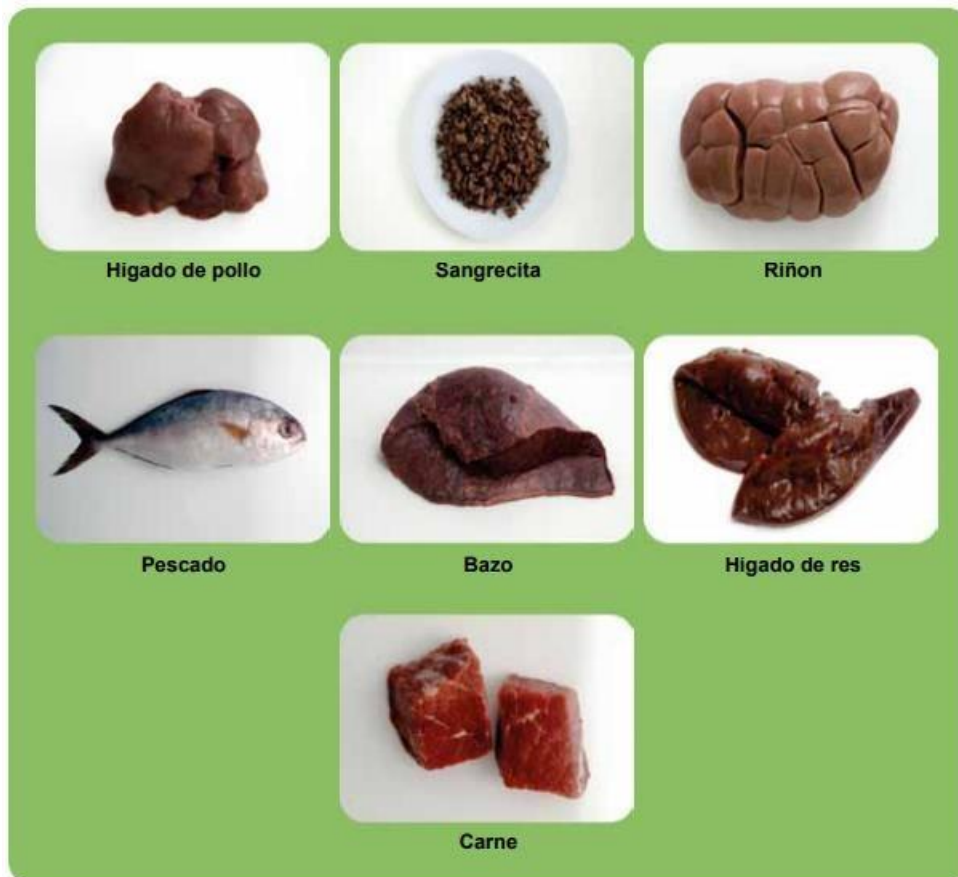 Hígado de pollo
Sangrecita
Riñon
Pescado
Bazo
Hígado de res
Carne